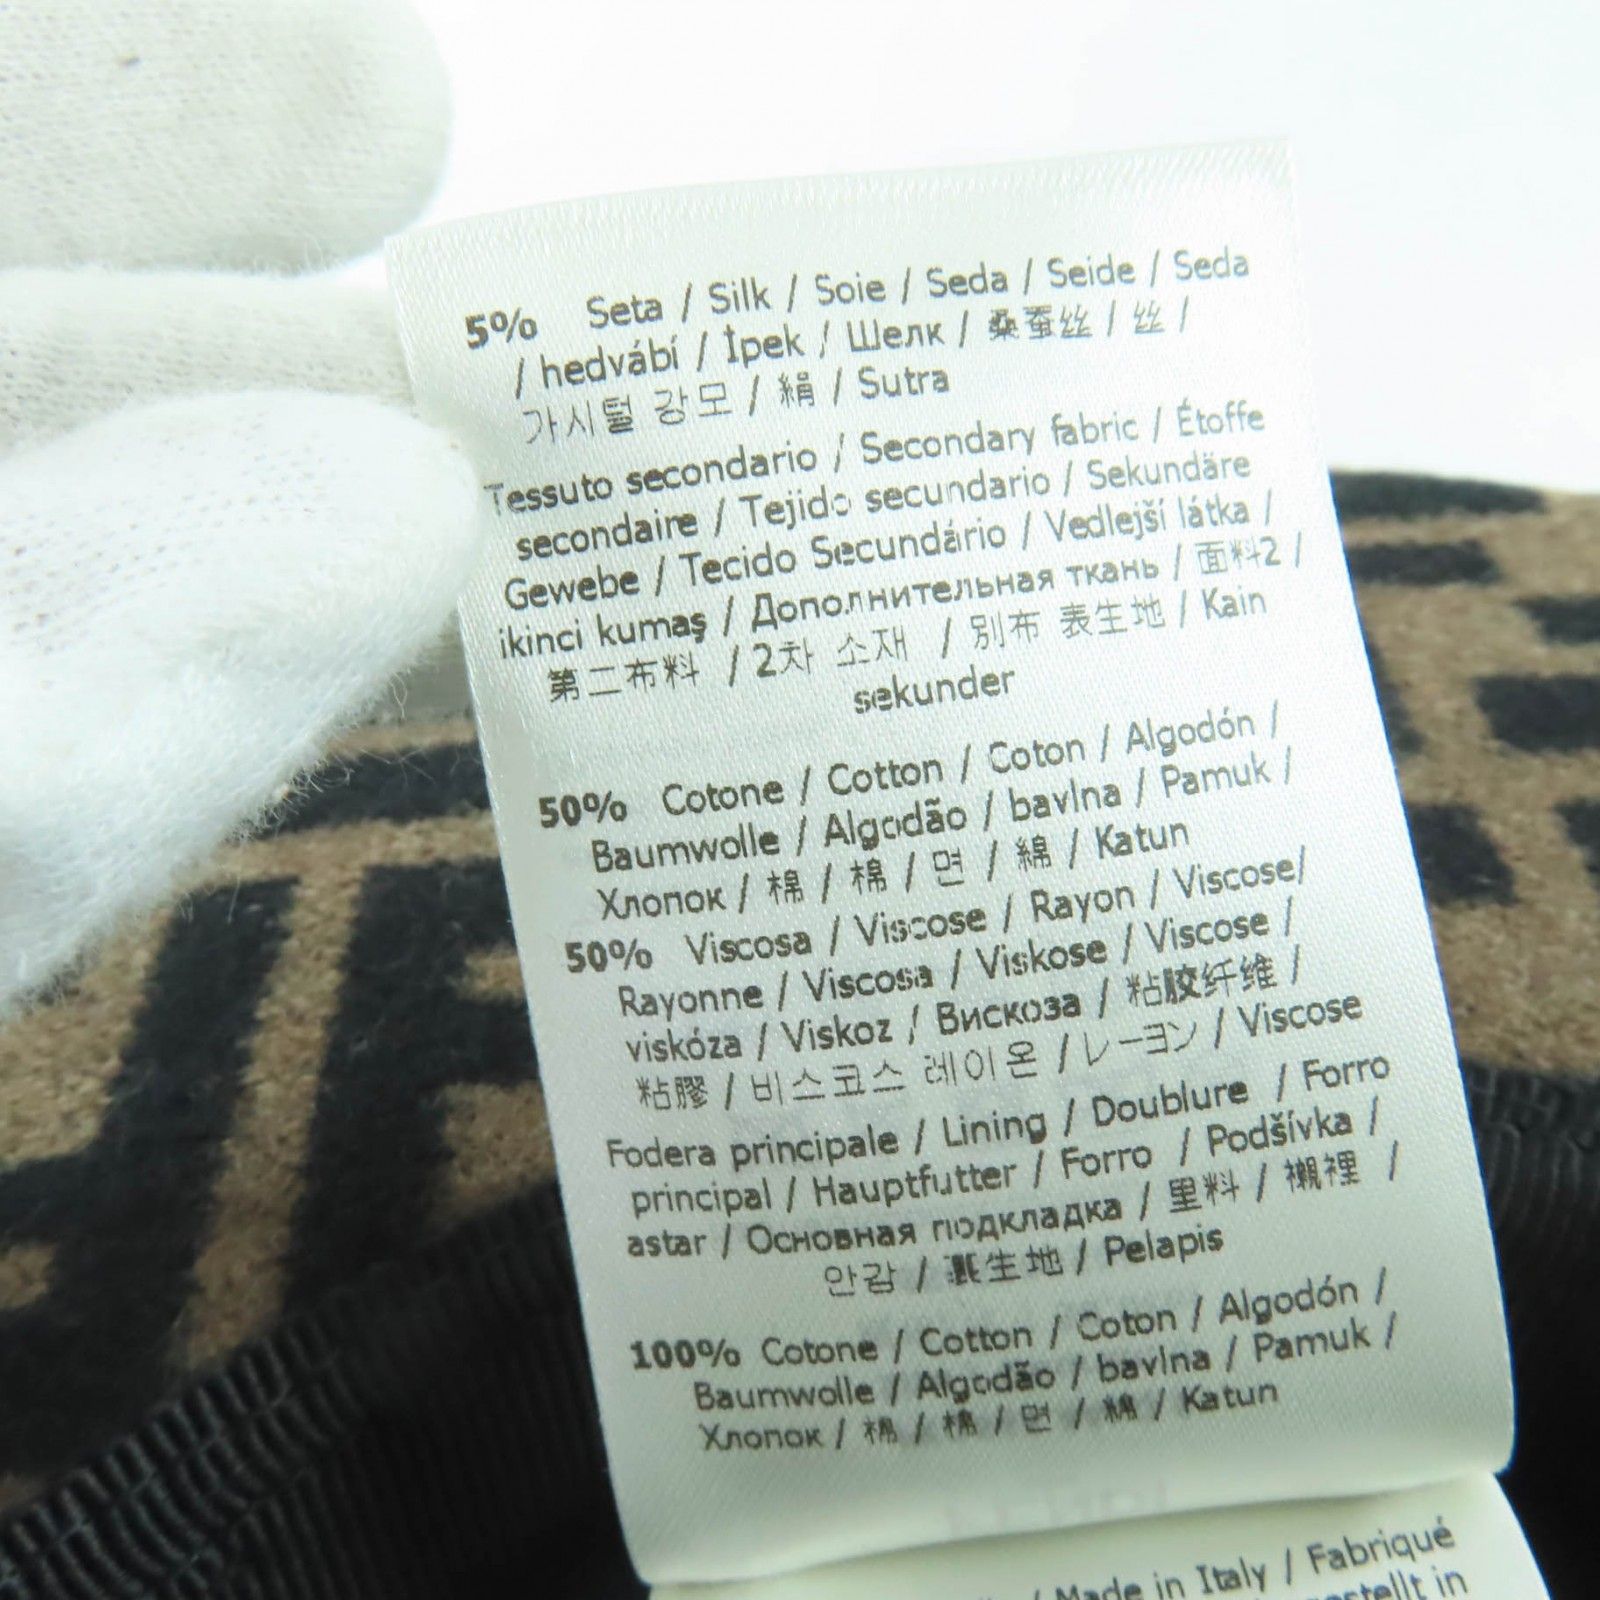 5% Seta / Silk / Soie / Seda / Seide / Seda
/ hedvábí / İpek / Шелк / 桑蚕丝 / 丝 /
가시털 강모 / 絹 / Sutra
Tessuto secondario / Secondary fabric / Étoffe
secondaire / Tejido secundario / Sekundäre
Gewebe / Tecido Secundário / Vedlejší látka /
ikinci kumaş / Дополнительная ткань / 面料2 /
第二布料 / 2차 소재 / 別布 表生地 / Kain
sekunder
50% Cotone / Cotton / Coton / Algodón /
Baumwolle / Algodão / bavlna / Pamuk /
Хлопок / 棉 / 棉 / 면 / 綿 / Katun
50% Viscosa / Viscose / Rayon / Viscose/
Rayonne / Viscosa / Viskose / Viscose /
viskóza / Viskoz / Вискоза / 粘胶纤维 /
粘膠 / 비스코스 레이온 / レーヨン / Viscose
Fodera principale / Lining / Doublure / Forro
principal / Hauptfutter / Forro / Podšívka /
astar / Основная подкладка / 里料 / 襯裡 /
안감 / 裏生地 / Pelapis
100% Cotone / Cotton / Coton / Algodón /
Baumwolle / Algodão / bavlna / Pamuk /
Хлопок / 棉 / 棉 / 면 / 綿 / Katun
/ Made in Italy / Fabriqué
in